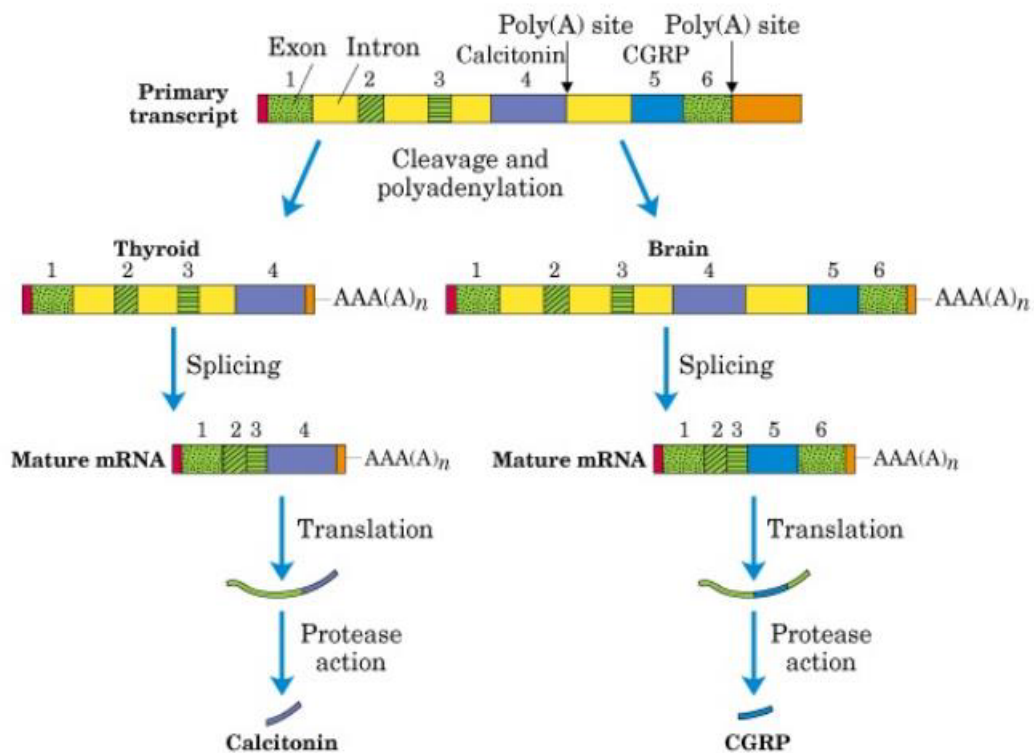 Poly(A) site Poly(A) site
Exon Intron Calcitonin CGRP
1 2 3 4 5 6
Primary
transcript
Cleavage and
polyadenylation
Thyroid
1 2 3 4
AAA(A)n
Brain
1 2 3 4 5 6
AAA(A)n
Splicing
Splicing
1 2 3 4
Mature mRNA AAA(A)n
1 2 3 5 6
Mature mRNA AAA(A)n
Translation
Translation
Protease
action
Protease
action
Calcitonin
CGRP